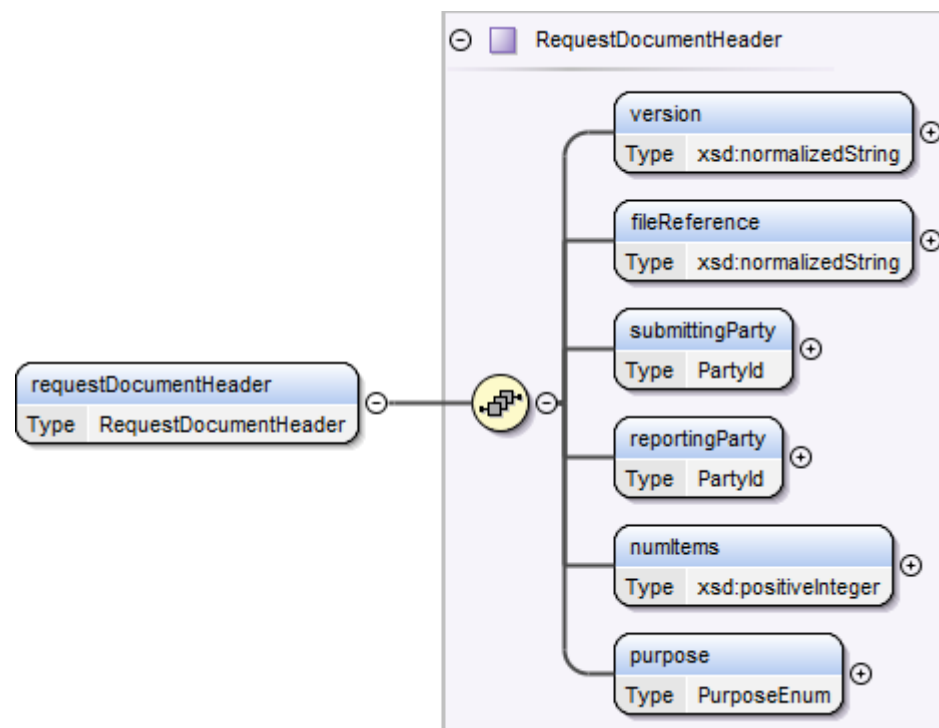 RequestDocumentHeader
version
Type xsd:normalizedString
fileReference
Type xsd:normalizedString
submittingParty
Type PartyId
requestDocumentHeader
Type RequestDocumentHeader
reportingParty
Type PartyId
numItems
Type xsd:positiveInteger
purpose
Type PurposeEnum